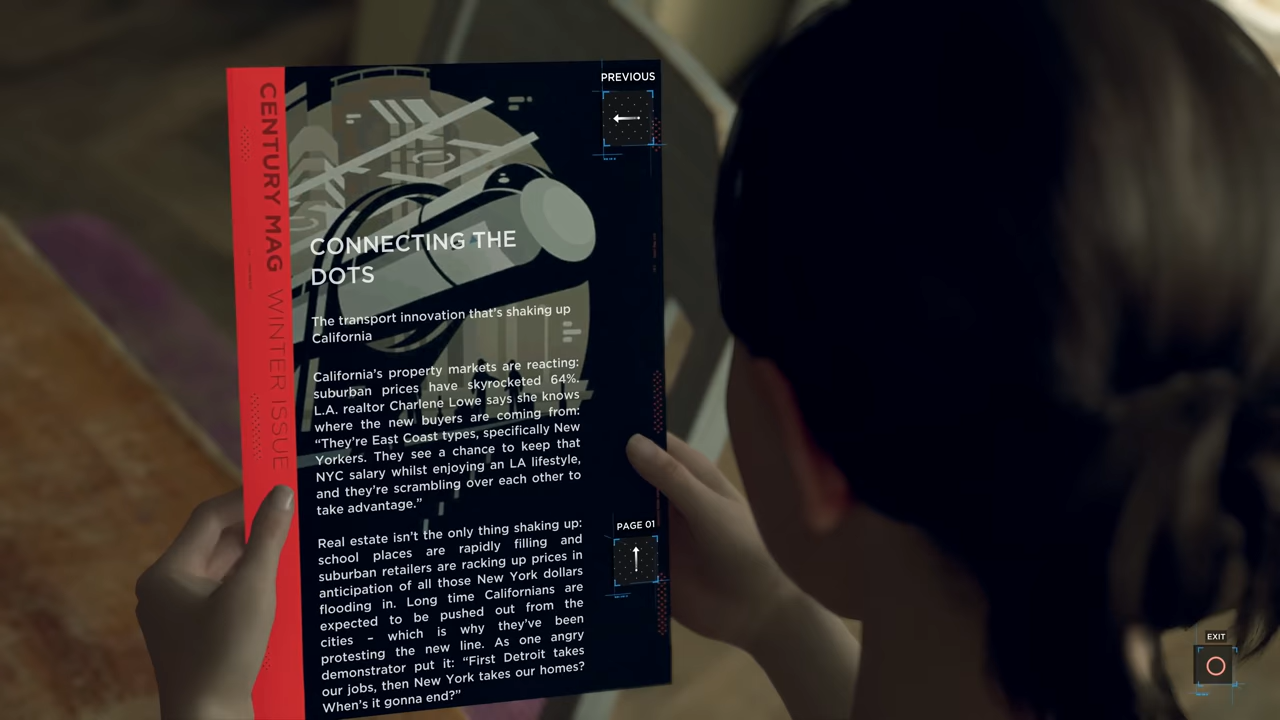 CENTURY MAG WINTER ISSUE
PREVIOUS
CONNECTING THE
DOTS
The transport innovation that's shaking up
California
California's property markets are reacting:
suburban prices have skyrocketed 64%.
L.A. realtor Charlene Lowe says she knows
where the new buyers are coming from:
“They're East Coast types, specifically New
Yorkers. They see a chance to keep that
NYC salary whilst enjoying an LA lifestyle,
and they're scrambling over each other to
take advantage.”
Real estate isn't the only thing shaking up:
school places are rapidly filling and
suburban retailers are racking up prices in
anticipation of all those New York dollars
flooding in. Long time Californians are
expected to be pushed out from the
cities – which is why they've been
protesting the new line. As one angry
demonstrator put it: “First Detroit takes
our jobs, then New York takes our homes?
When's it gonna end?”
PAGE 01
EXIT